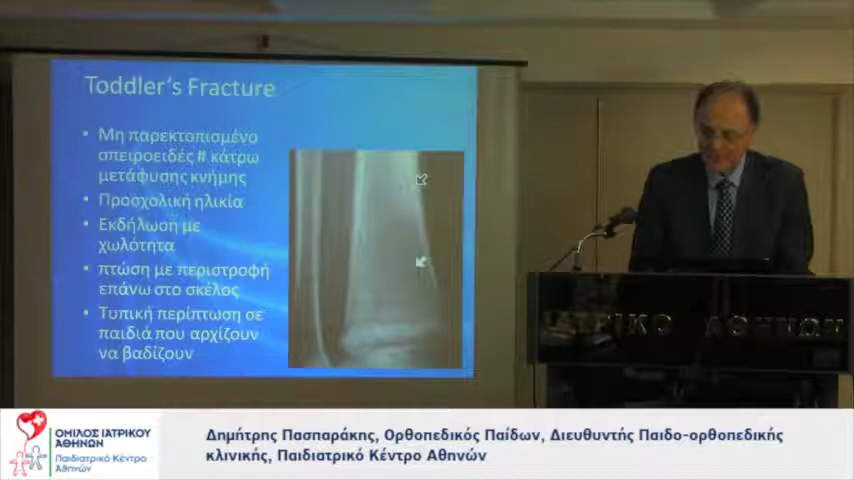 Toddler's Fracture
• Μη παρεκτοπισμένο
σπειροειδές # κάτρω
μετάφυσης κνήμης
• Προσχολική ηλικία
• Εκδήλωση με
χωλότητα
• πτώση με περιστροφή
επάνω στο σκέλος
• Τυπική περίπτωση σε
παιδιά που αρχίζουν
να βαδίζουν
ΑΘΗΝΩΝ
ΟΜΙΛΟΣ ΙΑΤΡΙΚΟΥ
ΑΘΗΝΩΝ
Παιδιατρικό Κέντρο
Αθηνών
Δημήτρης Πασπαράκης, Ορθοπεδικός Παίδων, Διευθυντής Παιδο-ορθοπεδικής
κλινικής, Παιδιατρικό Κέντρο Αθηνών